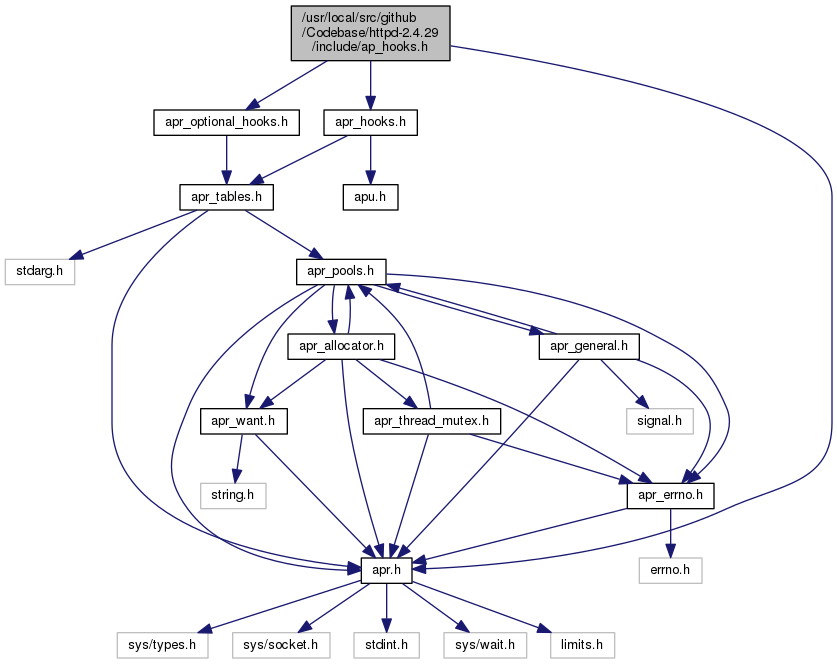 /usr/local/src/github
/Codebase/httpd-2.4.29
/include/ap_hooks.h
apr_optional_hooks.h
apr_hooks.h
apr_tables.h
apu.h
stdarg.h
apr_pools.h
apr_allocator.h
apr_general.h
apr_want.h
apr_thread_mutex.h
signal.h
string.h
apr_errno.h
apr.h
errno.h
sys/types.h
sys/socket.h
stdint.h
sys/wait.h
limits.h